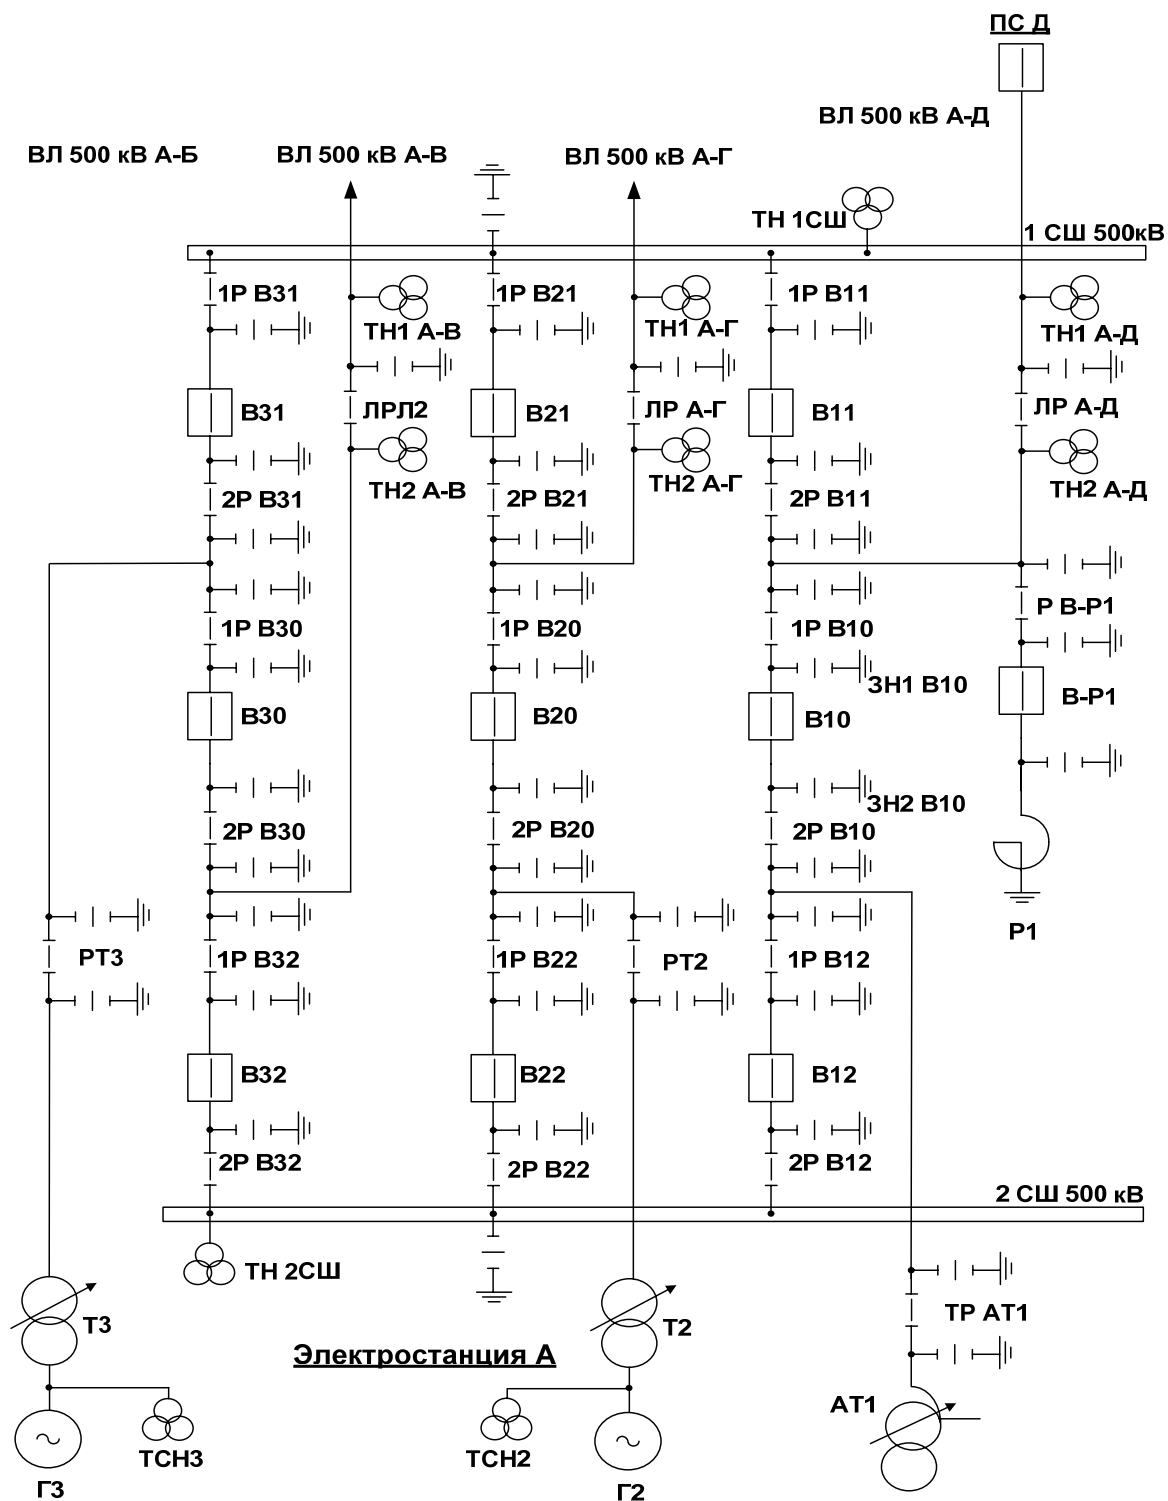 ПС Д
ВЛ 500 кВ А-Д
ВЛ 500 кВ А-Б
ВЛ 500 кВ А-В
ВЛ 500 кВ А-Г
ТН 1СШ
1 СШ 500кВ
1Р В31
1Р В21
1Р В11
ТН1 А-В
ТН1 А-Г
ТН1 А-Д
В31
ЛРЛ2
В21
ЛР А-Г
В11
ЛР А-Д
2Р В31
ТН2 А-В
2Р В21
ТН2 А-Г
2Р В11
ТН2 А-Д
1Р В30
1Р В20
1Р В10
Р В-Р1
ЗН1 В10
В30
В20
В10
В-Р1
ЗН2 В10
2Р В30
2Р В20
2Р В10
Р1
РТ3
1Р В32
1Р В22
РТ2
1Р В12
В32
В22
В12
2Р В32
2Р В22
2Р В12
2 СШ 500 кВ
ТН 2СШ
Т3
Т2
ТР АТ1
Электростанция А
АТ1
ТСН3
ТСН2
Г3
Г2